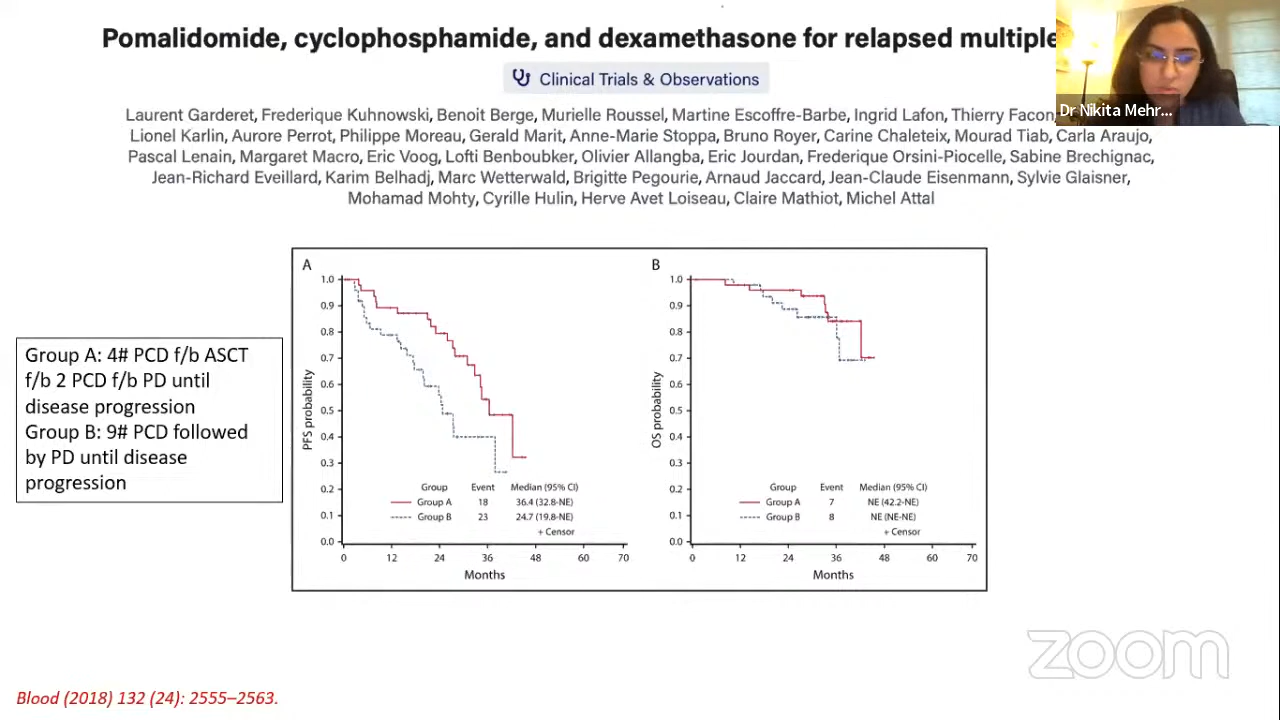 Pomalidomide, cyclophosphamide, and dexamethasone for relapsed multiple
Clinical Trials & Observations
Laurent Garderet, Frederique Kuhnowski, Benoit Berge, Murielle Roussel, Martine Escoffre-Barbe, Ingrid Lafon, Thierry Facon,
Lionel Karlin, Aurore Perrot, Philippe Moreau, Gerald Marit, Anne-Marie Stoppa, Bruno Royer, Carine Chaleteix, Mourad Tiab, Carla Araujo,
Pascal Lenain, Margaret Macro, Eric Voog, Lofti Benboubker, Olivier Allangba, Eric Jourdan, Frederique Orsini-Piocelle, Sabine Brechignac,
Jean-Richard Eveillard, Karim Belhadj, Marc Wetterwald, Brigitte Pegourie, Arnaud Jaccard, Jean-Claude Eisenmann, Sylvie Glaisner,
Mohamad Mohty, Cyrille Hulin, Herve Avet Loiseau, Claire Mathiot, Michel Attal
Dr Nikita Mehr...
Group A: 4# PCD f/b ASCT
f/b 2 PCD f/b PD until
disease progression
Group B: 9# PCD followed
by PD until disease
progression
A
1.0
0.9
0.8
0.7
0.6
0.5
0.4
0.3
0.2
0.1
0.0
PFS probability
Group Event Median (95% CI)
Group A 18 36.4 (32.8-NE)
Group B 23 24.7 (19.8-NE)
+ Censor
0 12 24 36 48 60 70
Months
B
1.0
0.9
0.8
0.7
0.6
0.5
0.4
0.3
0.2
0.1
0.0
OS probability
Group Event Median (95% CI)
Group A 7 NE (42.2-NE)
Group B 8 NE (NE-NE)
+ Censor
0 12 24 36 48 60 70
Months
zoom
Blood (2018) 132 (24): 2555–2563.